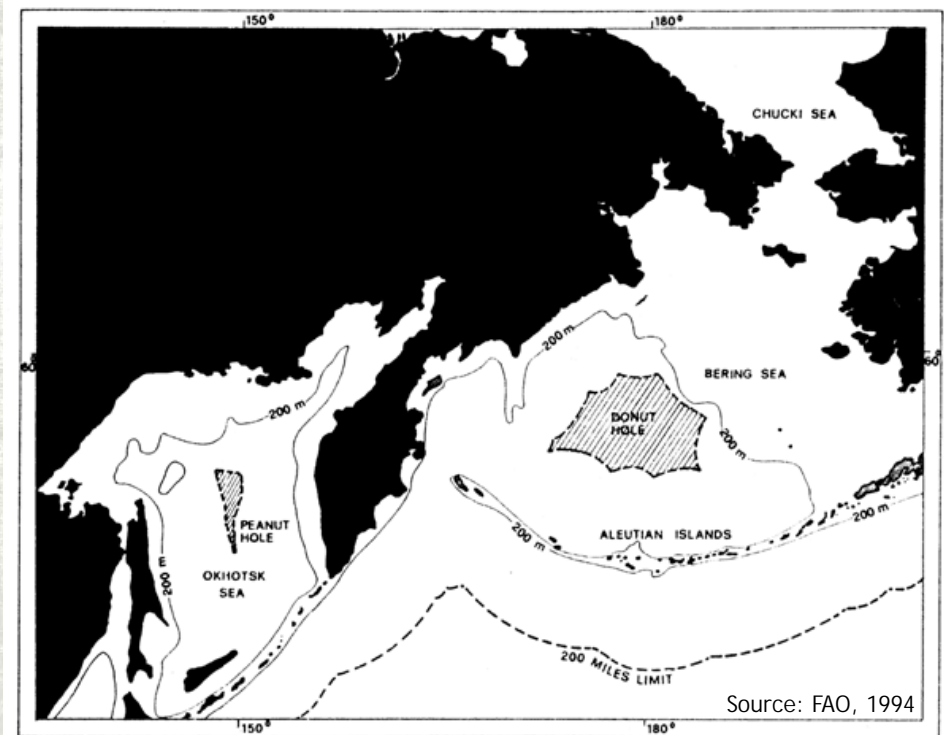 150°
180°
CHUCKI SEA
60°
60°
200 m
BERING SEA
DONUT
HOLE
200 m
200 m
PEANUT
HOLE
OKHOTSK
SEA
200 m
200 m
ALEUTIAN ISLANDS
200 m
200 MILES LIMIT
Source: FAO, 1994
150°
180°